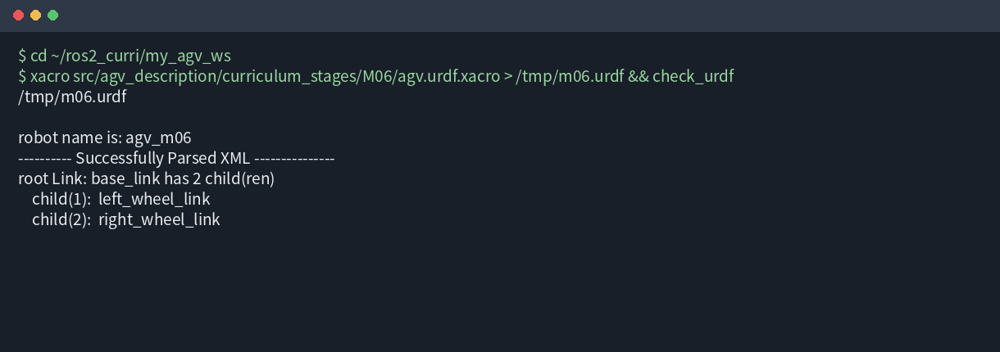 $ cd ~/ros2_curri/my_agv_ws
$ xacro src/agv_description/curriculum_stages/M06/agv.urdf.xacro > /tmp/m06.urdf && check_urdf
/tmp/m06.urdf

robot name is: agv_m06
---------- Successfully Parsed XML ---------------
root Link: base_link has 2 child(ren)
    child(1):  left_wheel_link
    child(2):  right_wheel_link